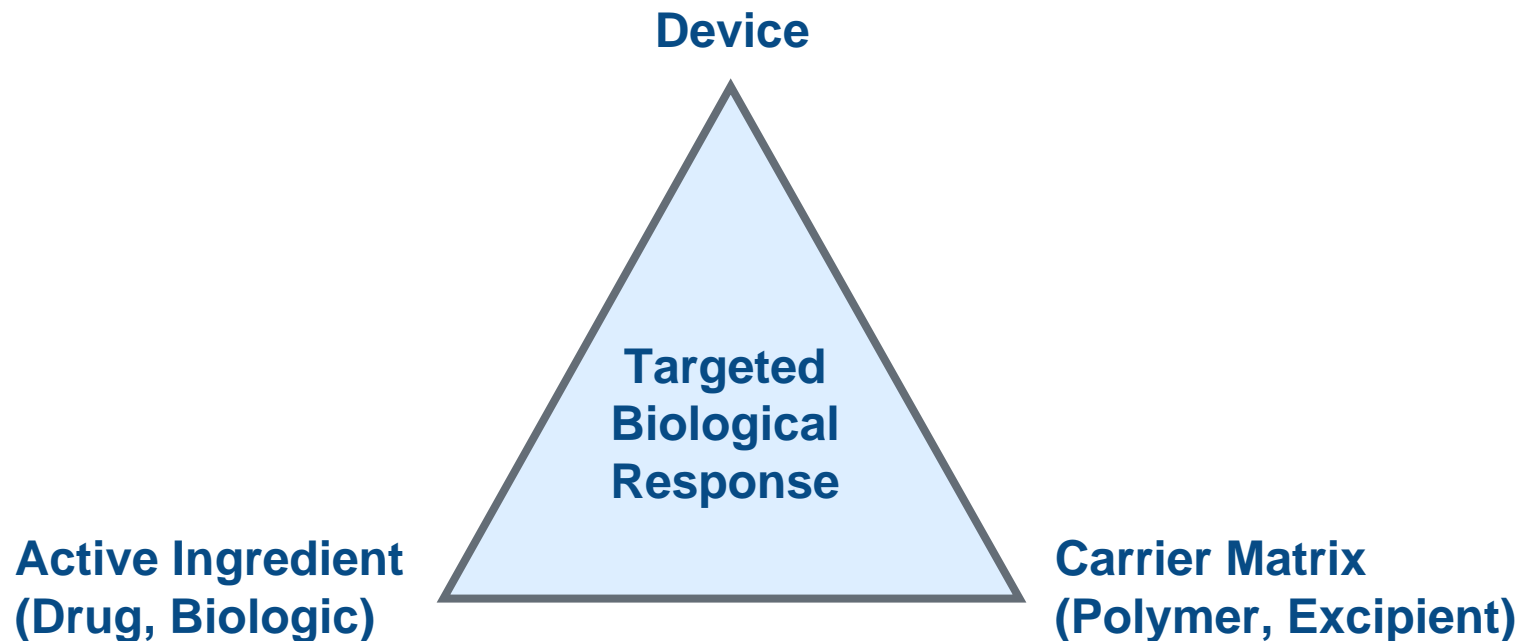 Device
Targeted
Biological
Response
Active Ingredient
(Drug, Biologic)
Carrier Matrix
(Polymer, Excipient)